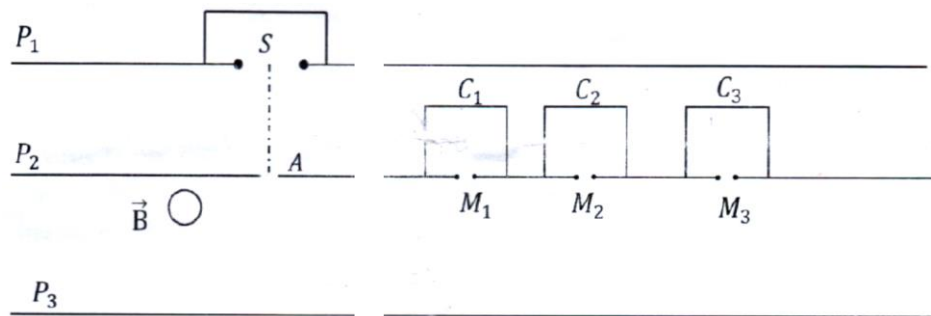 P₁
S
C₁ C₂ C₃
P₂
A
B⃗
M₁ M₂ M₃
P₃